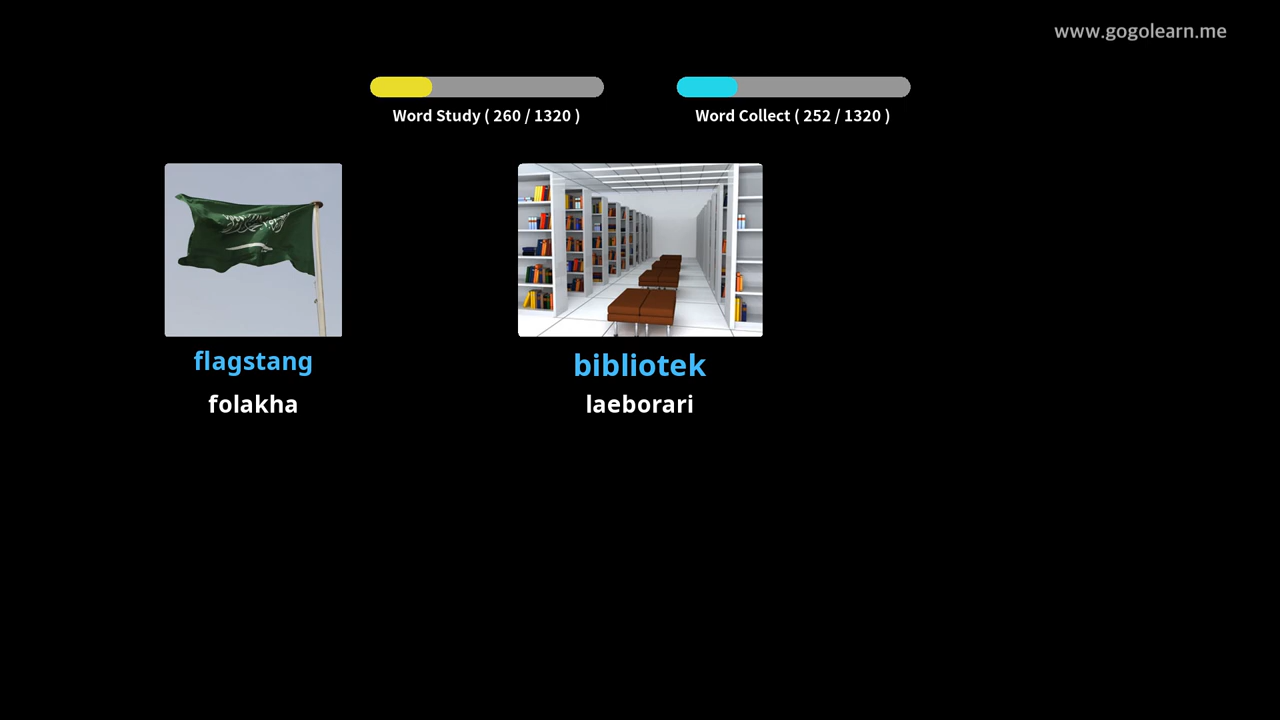 www.gogolearn.me
Word Study ( 260 / 1320 )
Word Collect ( 252 / 1320 )
flagstang
folakha
bibliotek
laeborari